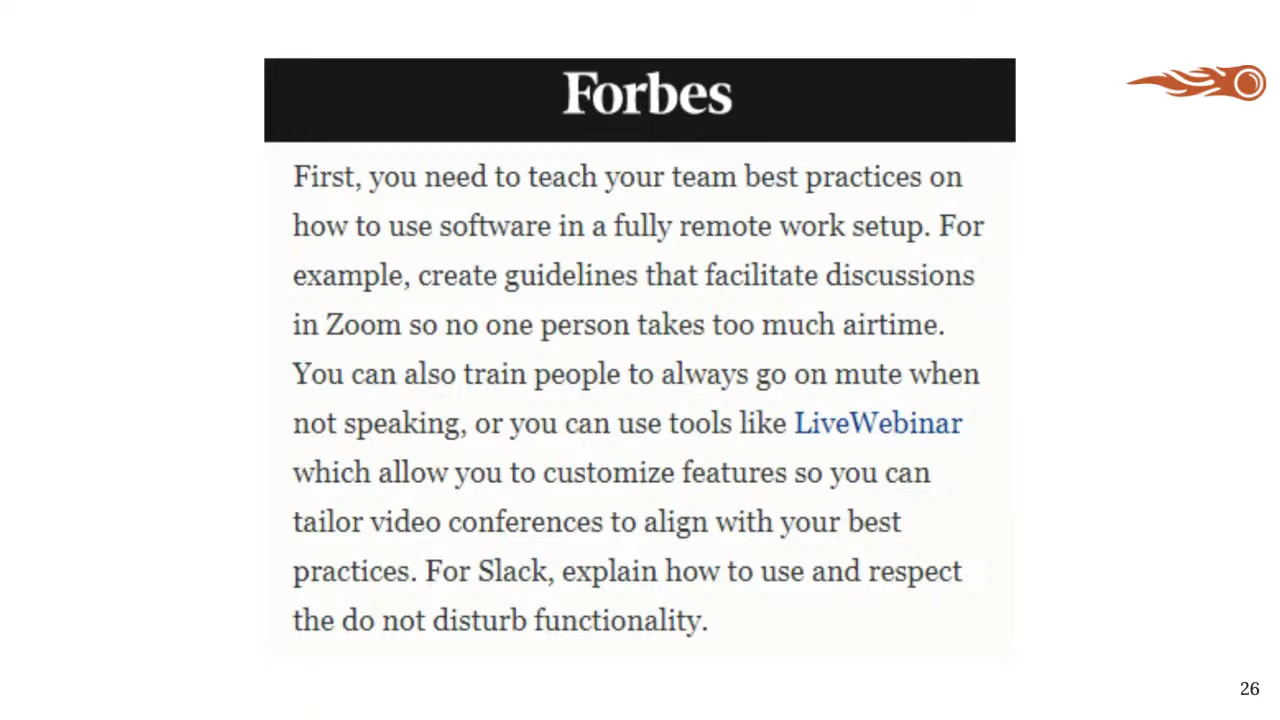 Forbes
First, you need to teach your team best practices on
how to use software in a fully remote work setup. For
example, create guidelines that facilitate discussions
in Zoom so no one person takes too much airtime.
You can also train people to always go on mute when
not speaking, or you can use tools like LiveWebinar
which allow you to customize features so you can
tailor video conferences to align with your best
practices. For Slack, explain how to use and respect
the do not disturb functionality.
26